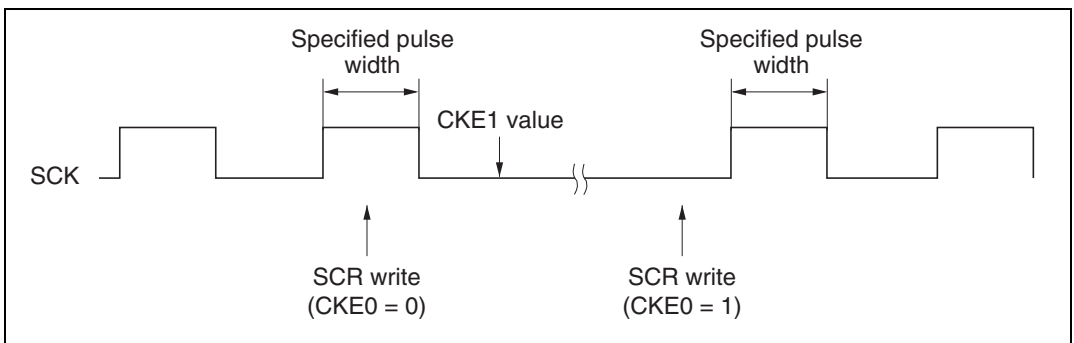 Specified pulse
width
Specified pulse
width
CKE1 value
SCK
SCR write
(CKE0 = 0)
SCR write
(CKE0 = 1)